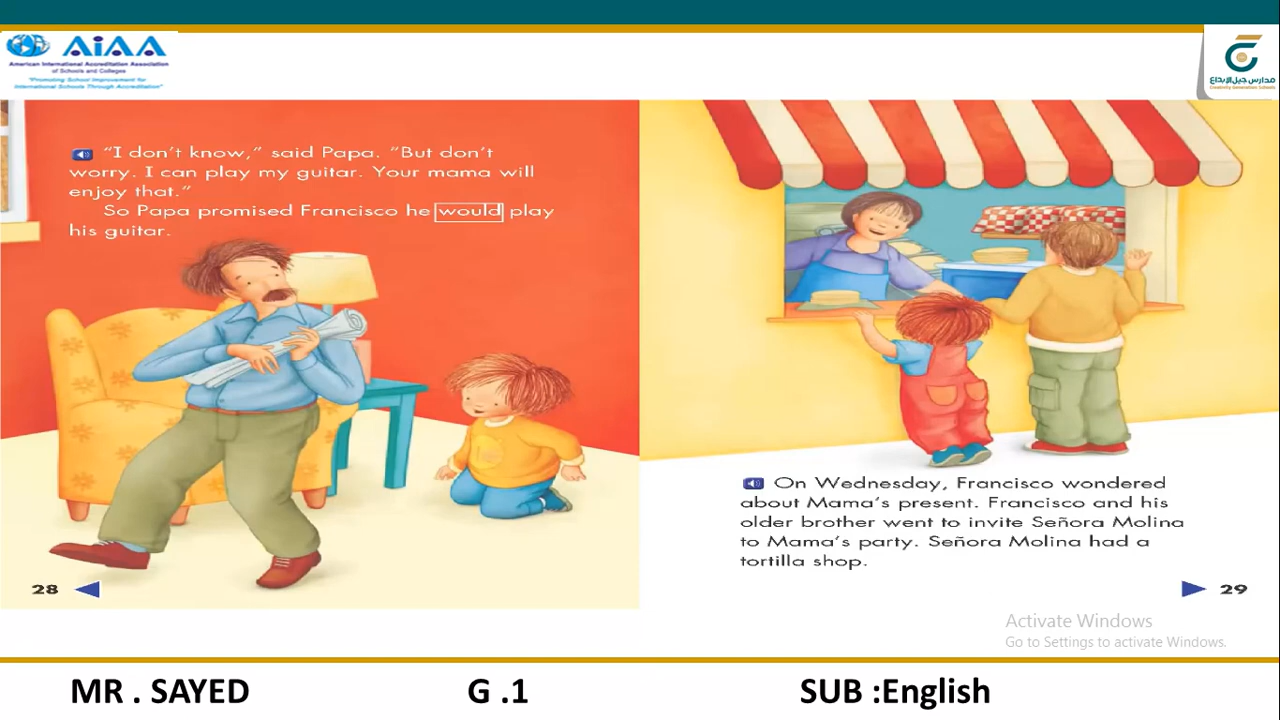 AiAA
American International Accreditation Association
of Schools and Colleges
"Promoting School Improvement for
International Schools Through Accreditation"
مدارس جيل الإبداع
Creativity Generation Schools
"I don't know," said Papa. "But don't
worry. I can play my guitar. Your mama will
enjoy that."
So Papa promised Francisco he would play
his guitar.
28
On Wednesday, Francisco wondered
about Mama's present. Francisco and his
older brother went to invite Señora Molina
to Mama's party. Señora Molina had a
tortilla shop.
29
Activate Windows
Go to Settings to activate Windows.
MR . SAYED G .1 SUB :English